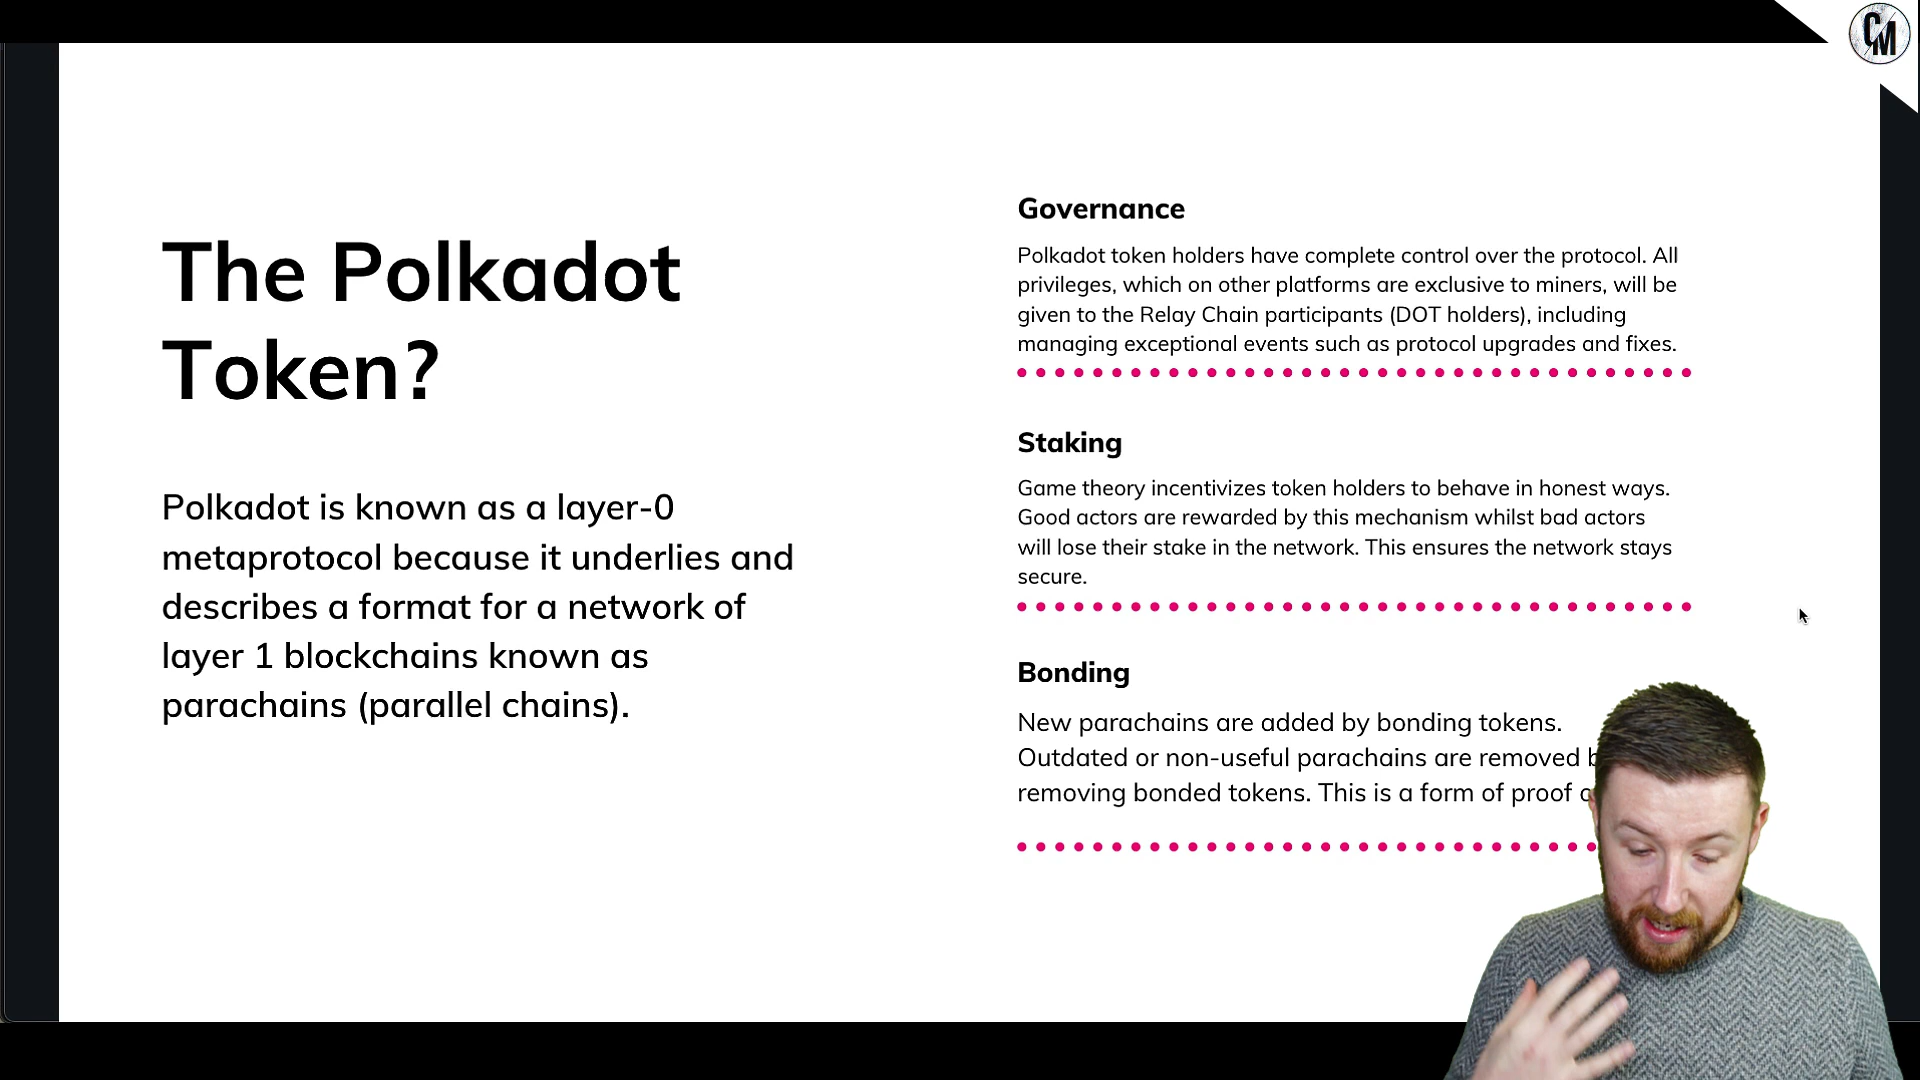 CM
The Polkadot
Token?
Polkadot is known as a layer-0
metaprotocol because it underlies and
describes a format for a network of
layer 1 blockchains known as
parachains (parallel chains).
Governance
Polkadot token holders have complete control over the protocol. All
privileges, which on other platforms are exclusive to miners, will be
given to the Relay Chain participants (DOT holders), including
managing exceptional events such as protocol upgrades and fixes.
Staking
Game theory incentivizes token holders to behave in honest ways.
Good actors are rewarded by this mechanism whilst bad actors
will lose their stake in the network. This ensures the network stays
secure.
Bonding
New parachains are added by bonding tokens.
Outdated or non-useful parachains are removed
removing bonded tokens. This is a form of proof